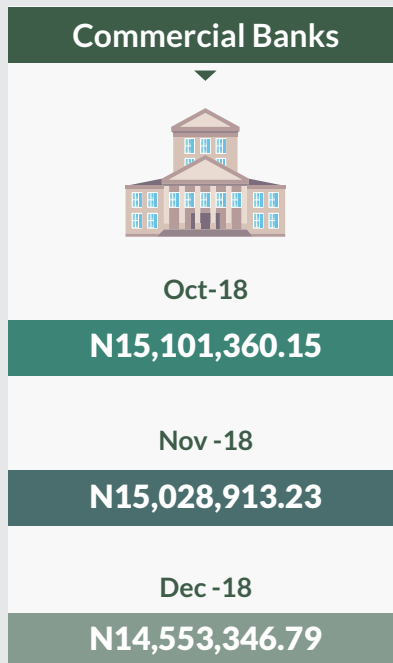 Commercial Banks
Oct-18
N15,101,360.15
Nov -18
N15,028,913.23
Dec -18
N14,553,346.79